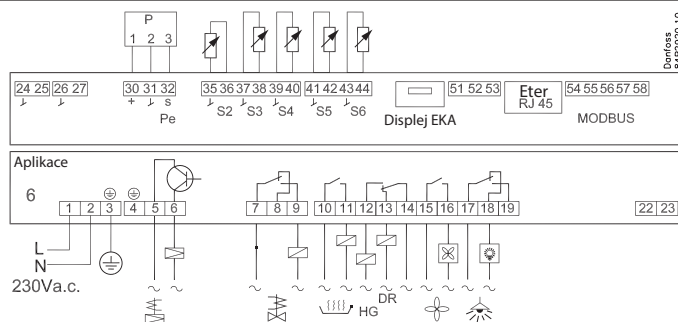 P
1 2 3
Danfoss
24 25 26 27 30 31 32 35 36 37 38 39 40 41 42 43 44 51 52 53 54 55 56 57 58
+ s S2 S3 S4 S5 S6
Pe
Displej EKA
Eter
RJ 45
MODBUS
Aplikace
6
1 2 3 4 5 6 7 8 9 10 11 12 13 14 15 16 17 18 19 22 23
L
N
230Va.c.
HG
DR